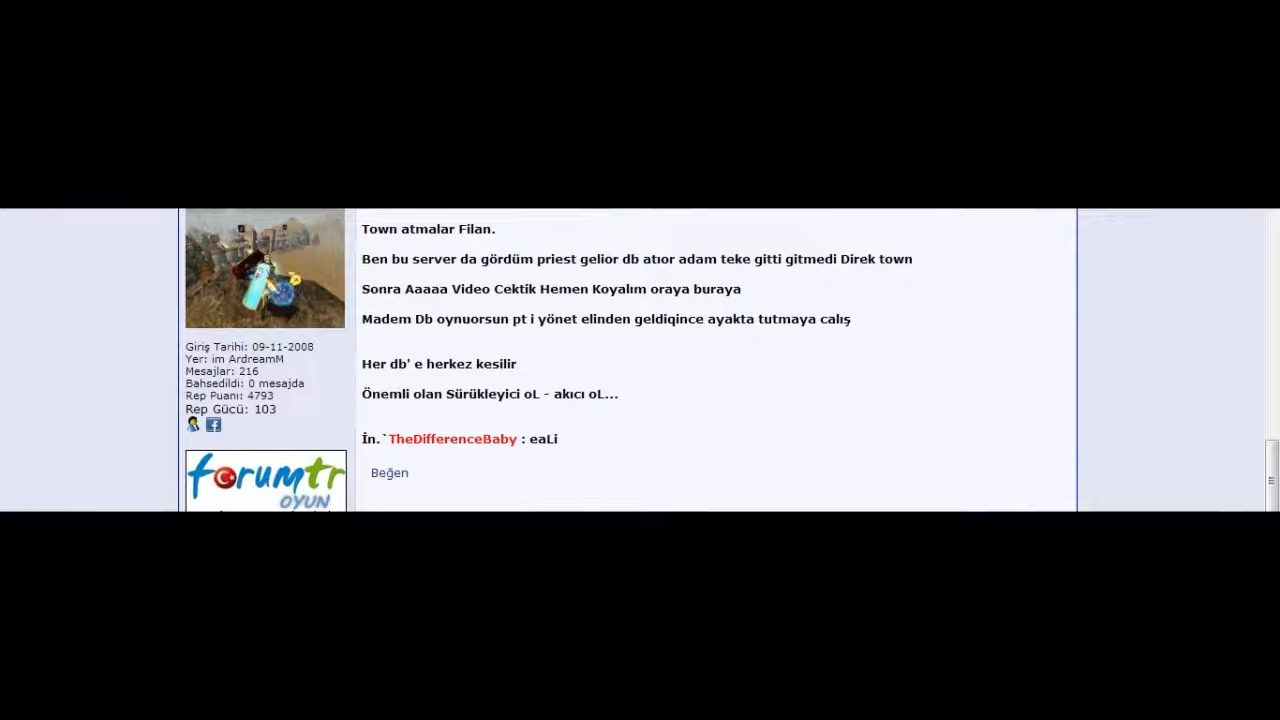 Town atmalar Filan.
Ben bu server da gördüm priest gelior db atıor adam teke gitti gitmedi Direk town
Sonra Aaaaa Video Cektik Hemen Koyalım oraya buraya
Madem Db oynuorsun pt i yönet elinden geldiqince ayakta tutmaya calış
Her db' e herkez kesilir
Önemli olan Sürükleyici oL - akıcı oL...
İn.`TheDifferenceBaby : eaLi
Beğen
Giriş Tarihi: 09-11-2008
Yer: im ArdreamM
Mesajlar: 216
Bahsedildi: 0 mesajda
Rep Puanı: 4793
Rep Gücü: 103
forumtr
OYUN